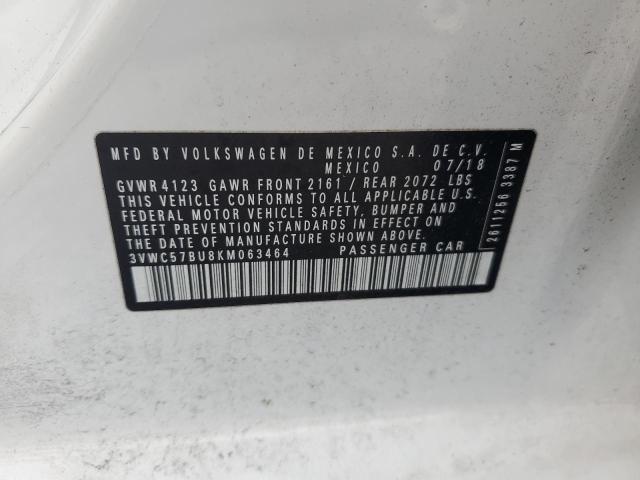 MFD BY VOLKSWAGEN DE MEXICO S.A. DE C.V.
MEXICO 07/18
GVWR 4123 GAWR FRONT 2161 / REAR 2072 LBS
THIS VEHICLE CONFORMS TO ALL APPLICABLE U.S.
FEDERAL MOTOR VEHICLE SAFETY, BUMPER AND
THEFT PREVENTION STANDARDS IN EFFECT ON
THE DATE OF MANUFACTURE SHOWN ABOVE.
3VWC57BU8KM063464 PASSENGER CAR
2611256 3387 M